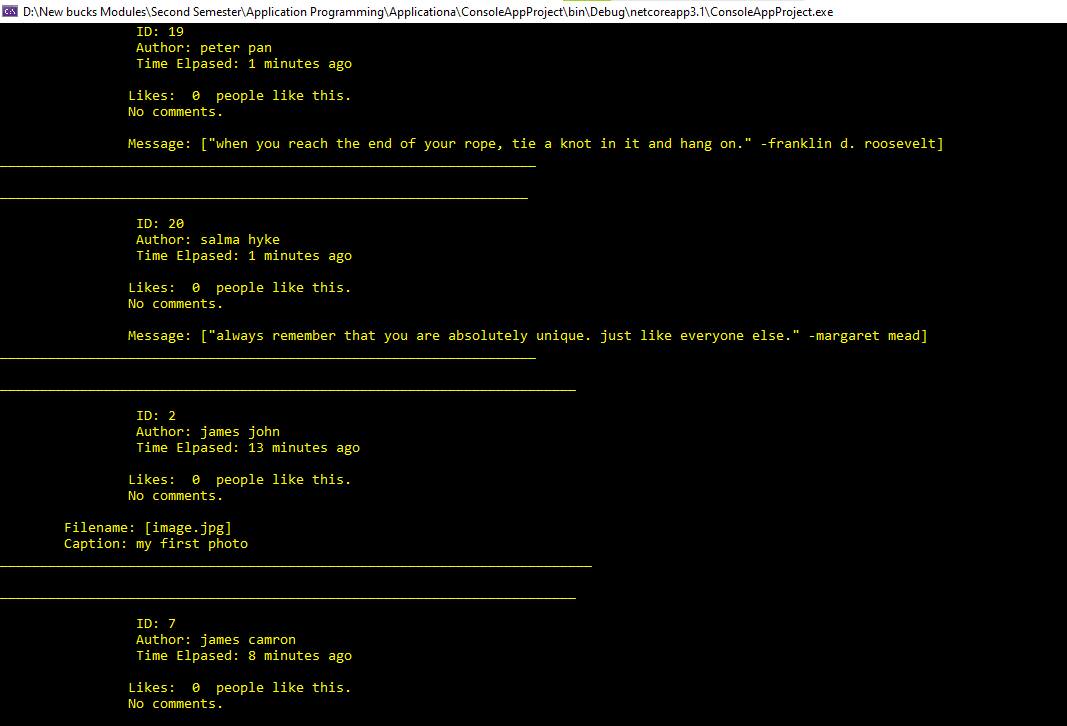 D:\New bucks Modules\Second Semester\Application Programming\Applicationa\ConsoleAppProject\bin\Debug\netcoreapp3.1\ConsoleAppProject.exe
ID: 19
Author: peter pan
Time Elpased: 1 minutes ago
Likes:  0  people like this.
No comments.
Message: ["when you reach the end of your rope, tie a knot in it and hang on." -franklin d. roosevelt]
ID: 20
Author: salma hyke
Time Elpased: 1 minutes ago
Likes:  0  people like this.
No comments.
Message: ["always remember that you are absolutely unique. just like everyone else." -margaret mead]
ID: 2
Author: james john
Time Elpased: 13 minutes ago
Likes:  0  people like this.
No comments.
Filename: [image.jpg]
Caption: my first photo
ID: 7
Author: james camron
Time Elpased: 8 minutes ago
Likes:  0  people like this.
No comments.